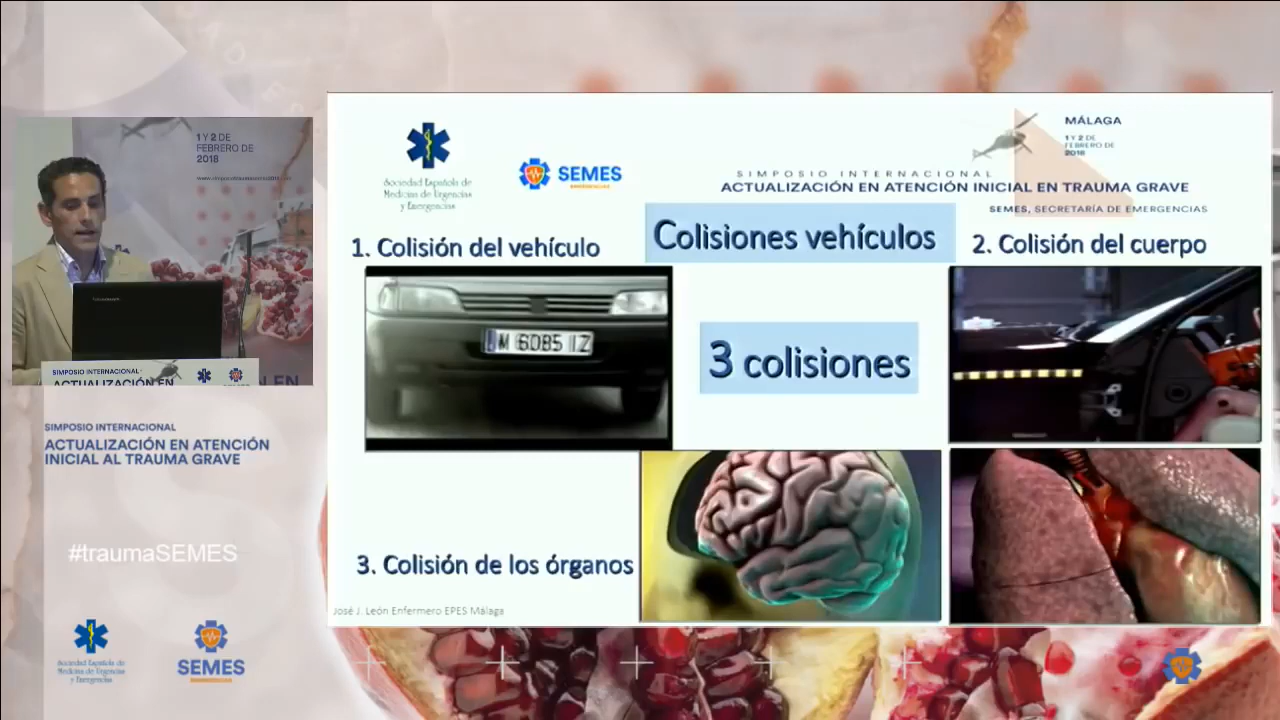 1 Y 2 DE
FEBRERO DE
2018
SIMPOSIO INTERNACIONAL
ACTUALIZACIÓN EN
SIMPOSIO INTERNACIONAL
ACTUALIZACIÓN EN ATENCIÓN
INICIAL AL TRAUMA GRAVE
#traumaSEMES
Sociedad Española de
Medicina de Urgencias
y Emergencias
SEMES
Sociedad Española de
Medicina de Urgencias
y Emergencias
SEMES
EMERGENCIAS
MÁLAGA
1 Y 2 DE
FEBRERO DE
2018
SIMPOSIO INTERNACIONAL
ACTUALIZACIÓN EN ATENCIÓN INICIAL EN TRAUMA GRAVE
SEMES, SECRETARÍA DE EMERGENCIAS
Colisiones vehículos
1. Colisión del vehículo
2. Colisión del cuerpo
M 6085 IZ
3 colisiones
3. Colisión de los órganos
José J. León Enfermero EPES Málaga